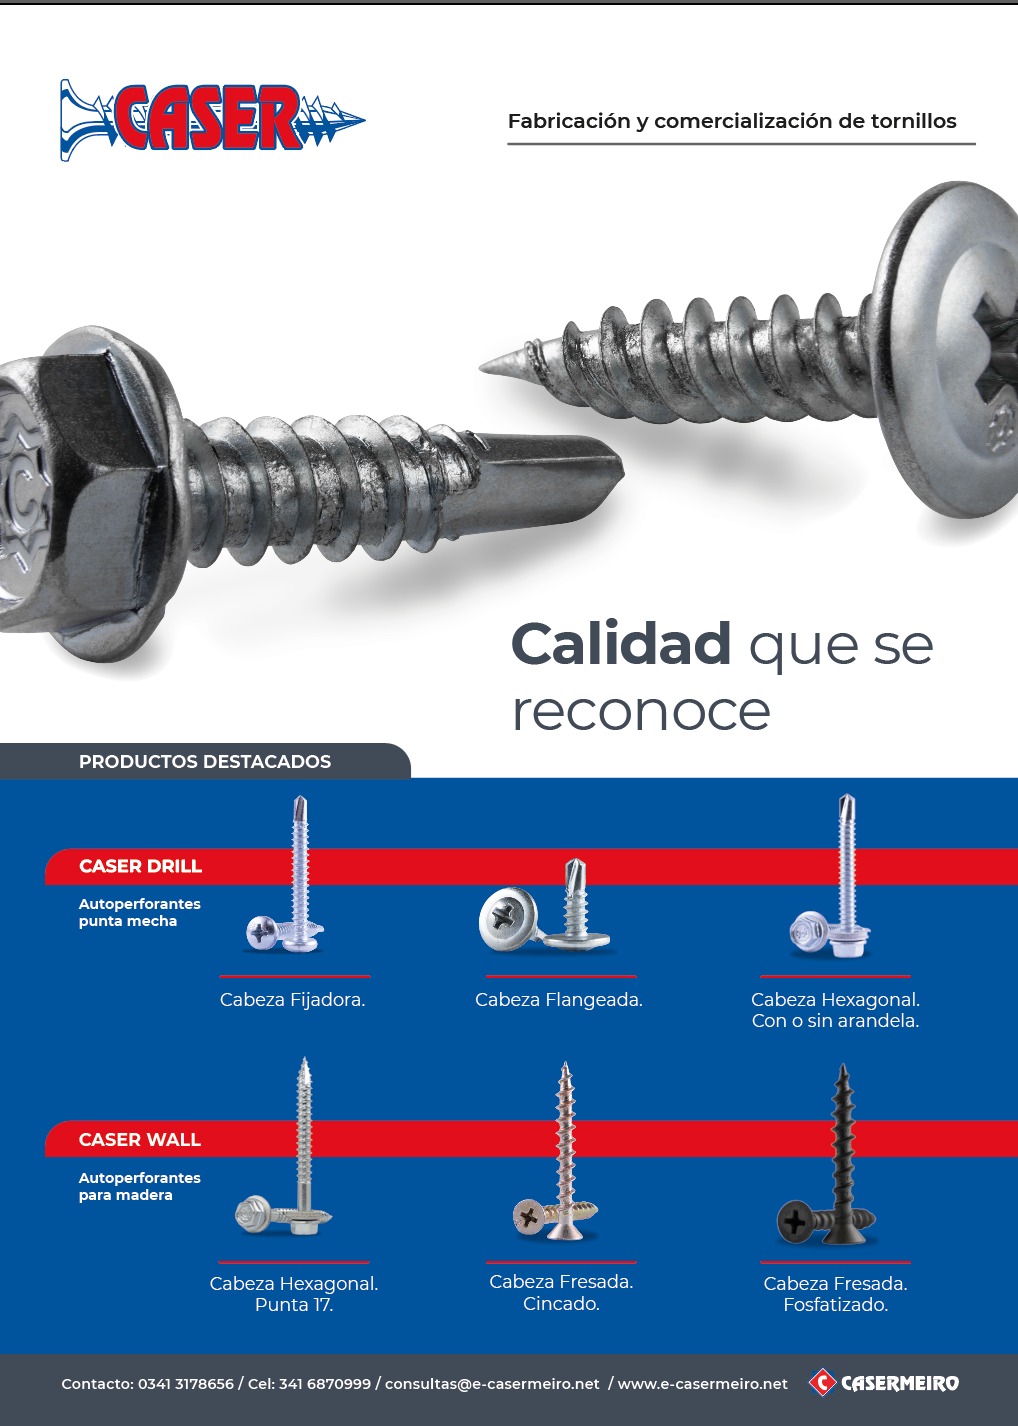 CASER
Fabricación y comercialización de tornillos
Calidad que se
reconoce
PRODUCTOS DESTACADOS
CASER DRILL
Autoperforantes
punta mecha
Cabeza Fijadora.
Cabeza Flangeada.
Cabeza Hexagonal.
Con o sin arandela.
CASER WALL
Autoperforantes
para madera
Cabeza Hexagonal.
Punta 17.
Cabeza Fresada.
Cincado.
Cabeza Fresada.
Fosfatizado.
Contacto: 0341 3178656 / Cel: 341 6870999 / consultas@e-casermeiro.net / www.e-casermeiro.net
C CASERMEIRO